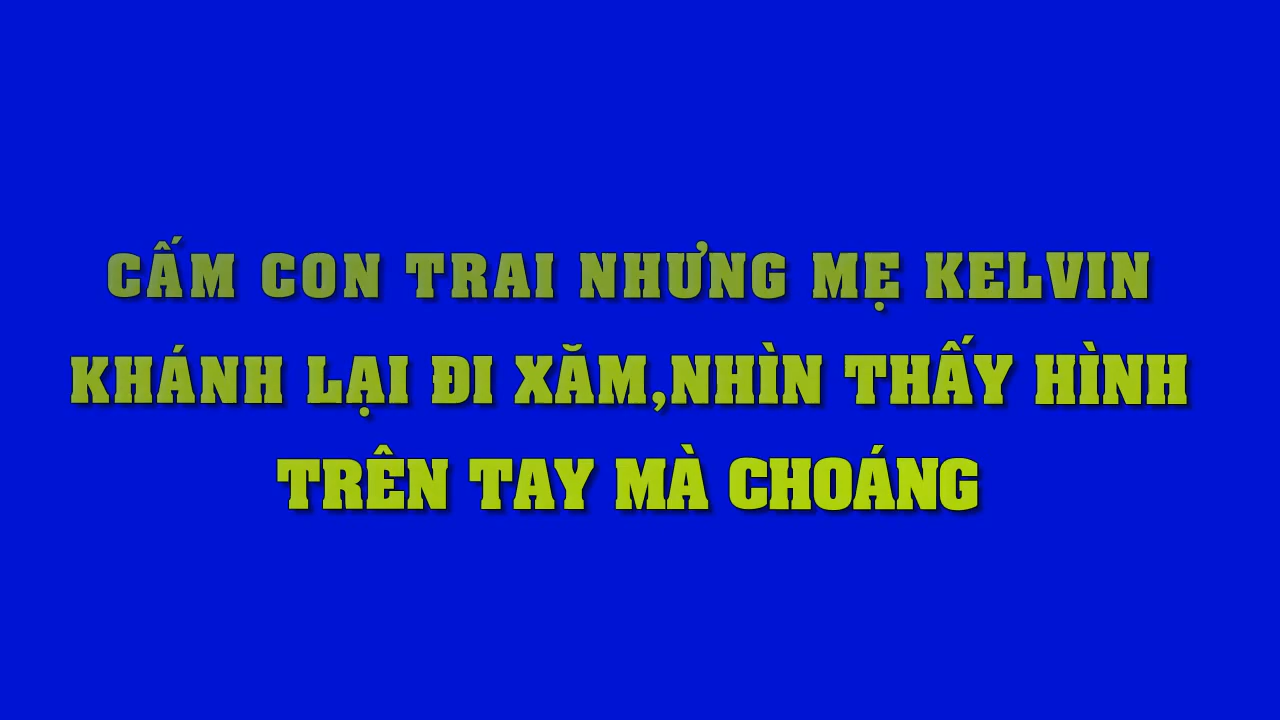 CẤM CON TRAI NHƯNG MẸ KELVIN
KHÁNH LẠI ĐI XĂM,NHÌN THẤY HÌNH
TRÊN TAY MÀ CHOÁNG